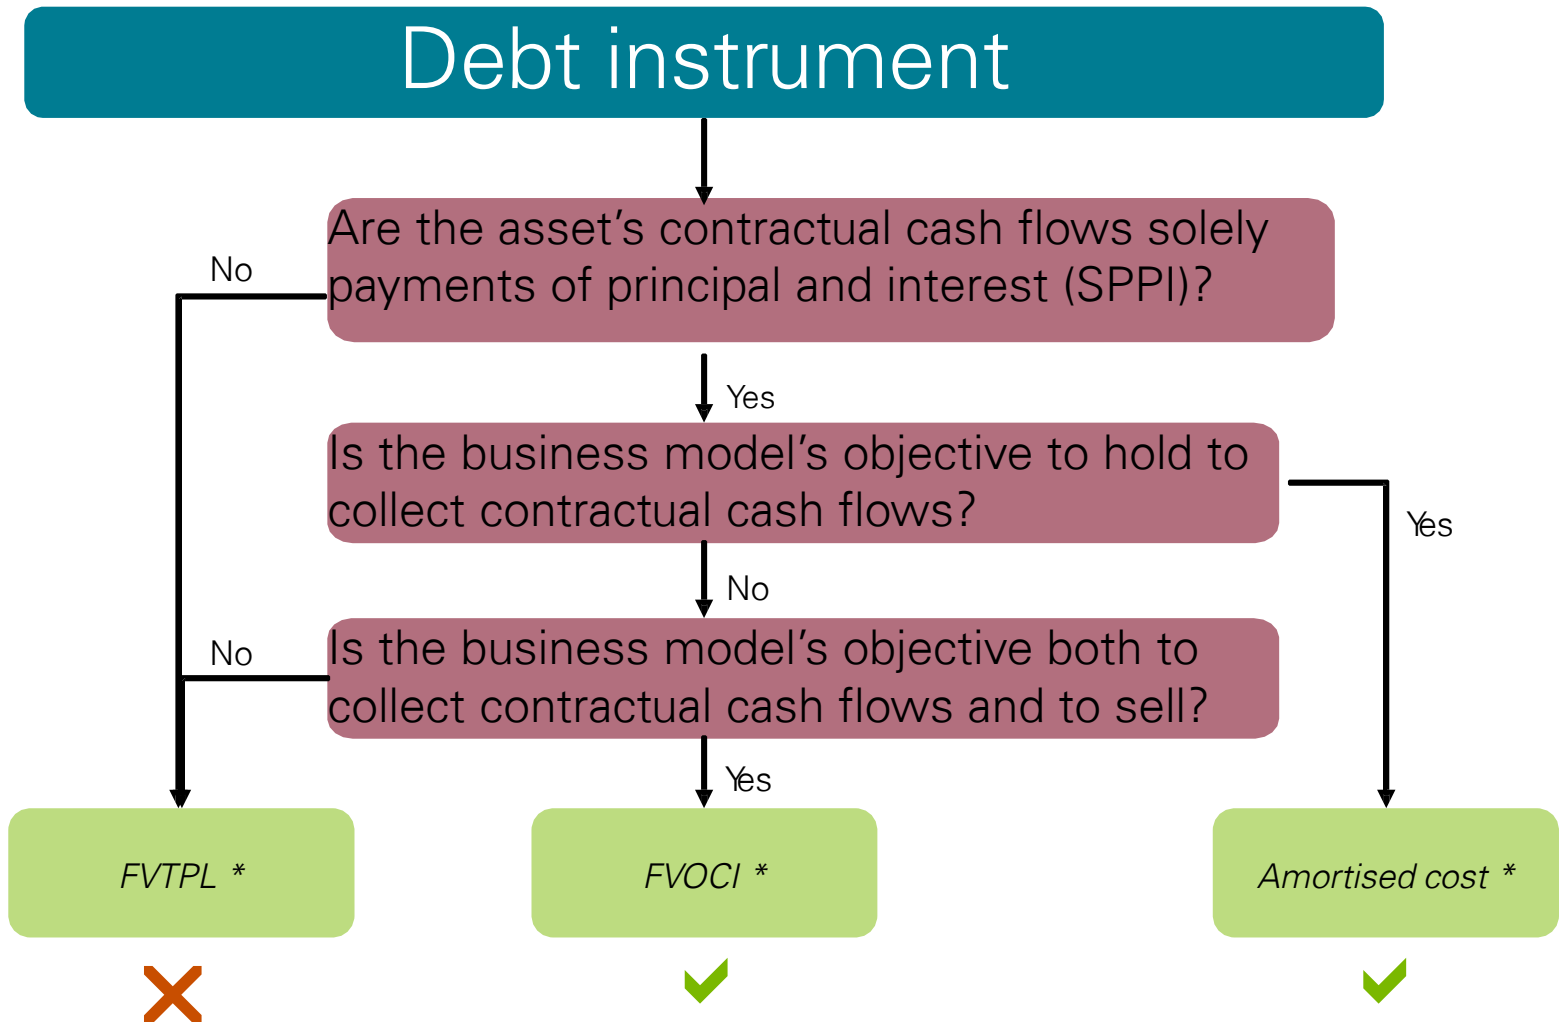 Debt instrument
Are the asset’s contractual cash flows solely
payments of principal and interest (SPPI)?
No
Yes
Is the business model’s objective to hold to
collect contractual cash flows?
Yes
No
Is the business model’s objective both to
collect contractual cash flows and to sell?
No
Yes
FVTPL *
FVOCI *
Amortised cost *